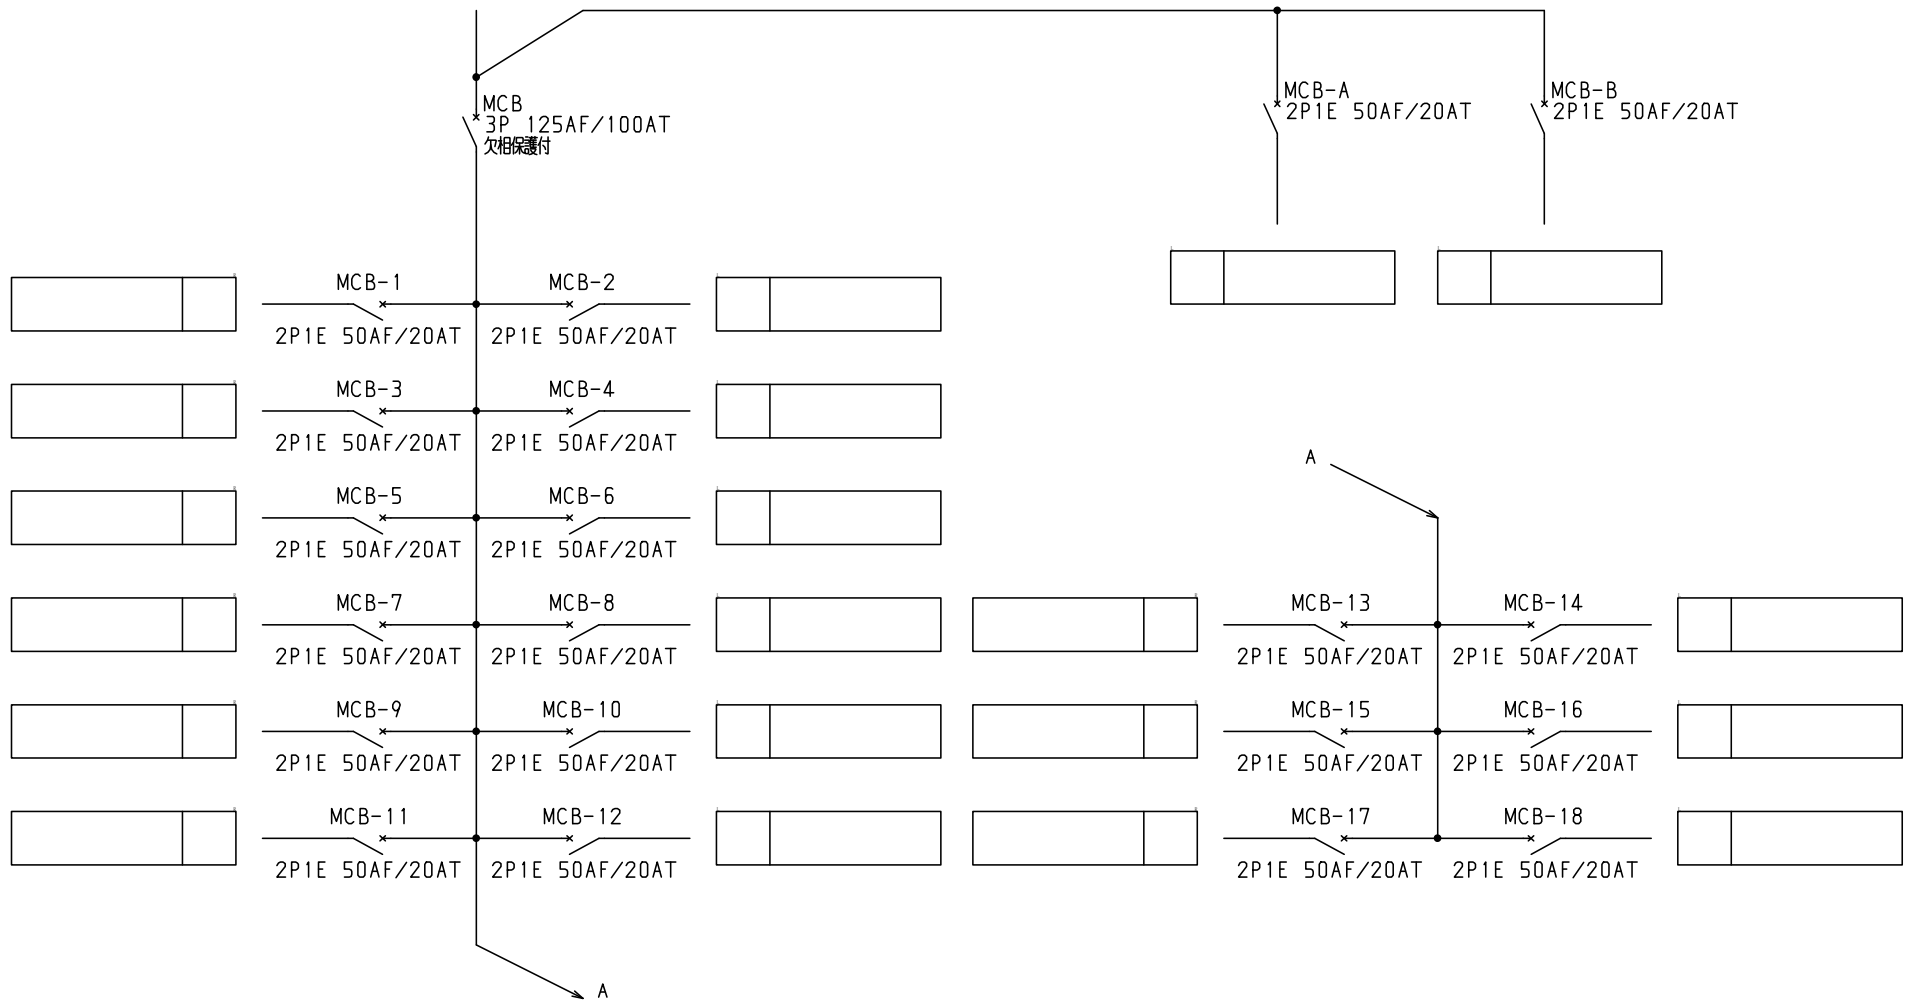 MCB
3P 125AF/100AT
欠相保護付
MCB-A
2P1E 50AF/20AT
MCB-B
2P1E 50AF/20AT
MCB-1
2P1E 50AF/20AT
MCB-2
2P1E 50AF/20AT
MCB-3
2P1E 50AF/20AT
MCB-4
2P1E 50AF/20AT
MCB-5
2P1E 50AF/20AT
MCB-6
2P1E 50AF/20AT
MCB-7
2P1E 50AF/20AT
MCB-8
2P1E 50AF/20AT
MCB-9
2P1E 50AF/20AT
MCB-10
2P1E 50AF/20AT
MCB-11
2P1E 50AF/20AT
MCB-12
2P1E 50AF/20AT
A
A
MCB-13
2P1E 50AF/20AT
MCB-14
2P1E 50AF/20AT
MCB-15
2P1E 50AF/20AT
MCB-16
2P1E 50AF/20AT
MCB-17
2P1E 50AF/20AT
MCB-18
2P1E 50AF/20AT